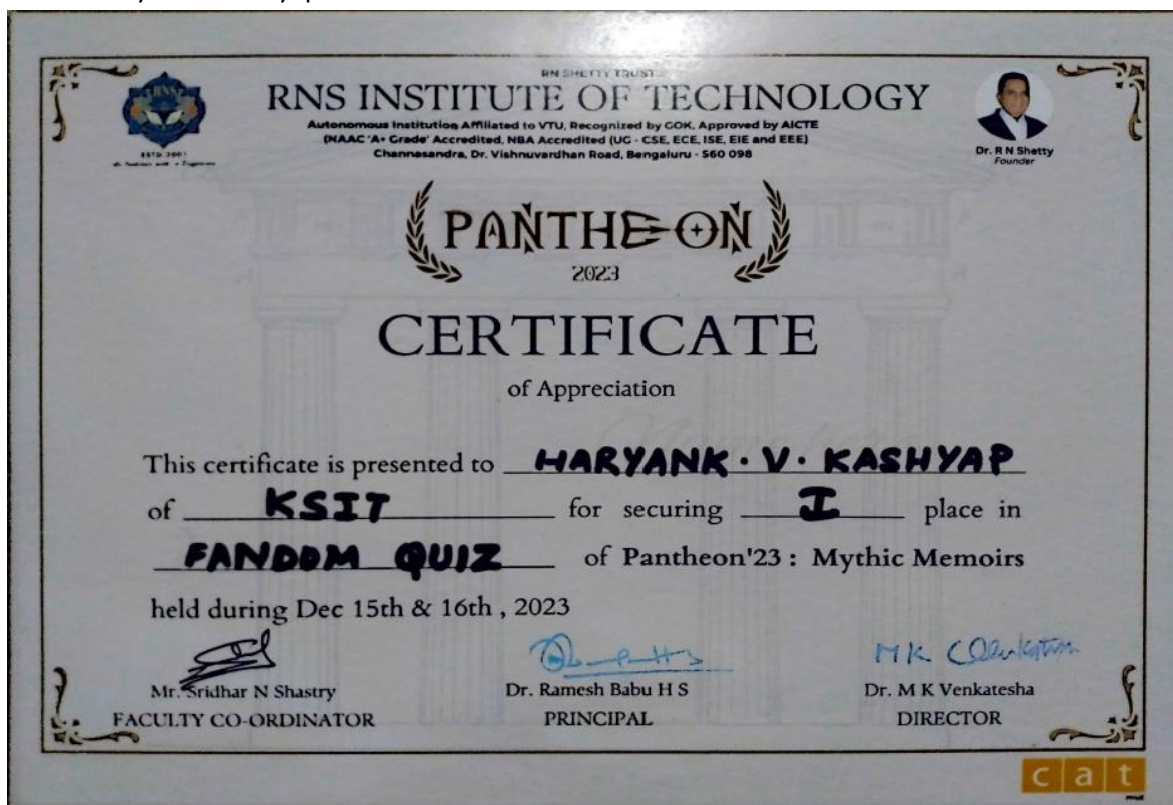 RN SHETTY TRUST
RNS INSTITUTE OF TECHNOLOGY
Autonomous Institution Affiliated to VTU, Recognized by GOK, Approved by AICTE
(NAAC 'A+ Grade' Accredited, NBA Accredited (UG - CSE, ECE, ISE, EIE and EEE)
Channasandra, Dr. Vishnuvardhan Road, Bengaluru - 560 098
ESTD 2001
Dr. R N Shetty
Founder
PANTHEON
2023
CERTIFICATE
of Appreciation
This certificate is presented to HARYANK . V . KASHYAP
of KSIT for securing I place in
FANDOM QUIZ of Pantheon'23 : Mythic Memoirs
held during Dec 15th & 16th , 2023
Mr. Sridhar N Shastry
FACULTY CO-ORDINATOR
Dr. Ramesh Babu H S
PRINCIPAL
Dr. M K Venkatesha
DIRECTOR
cat